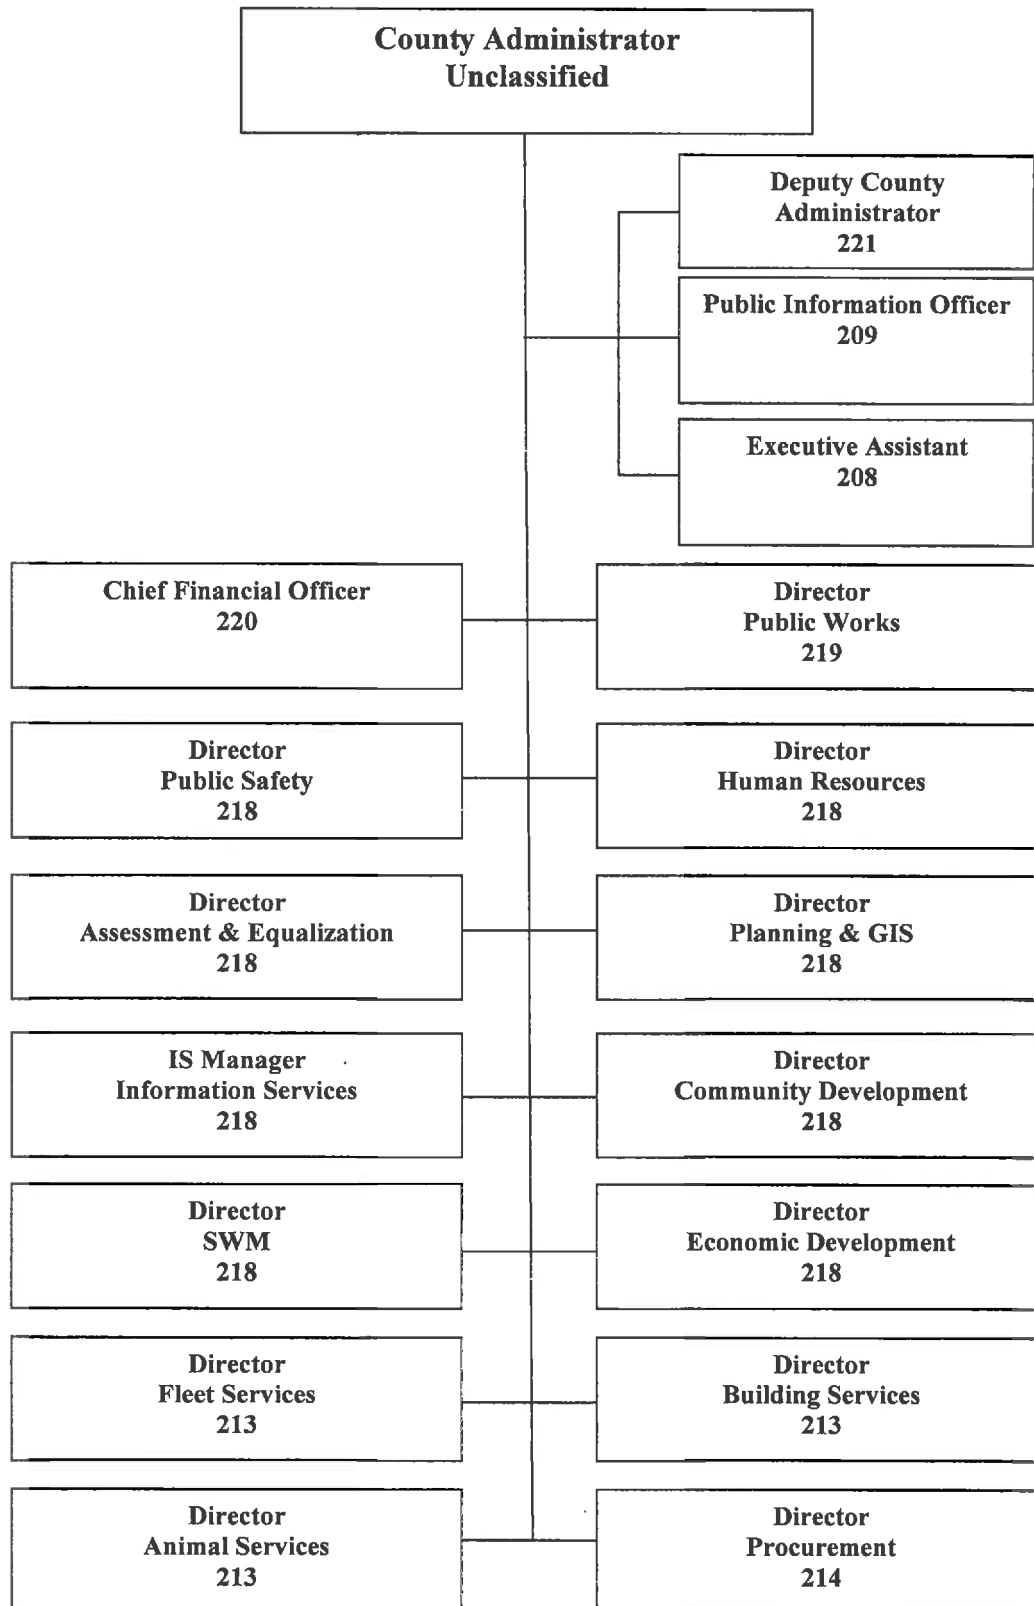 County Administrator
Unclassified
Deputy County
Administrator
221
Public Information Officer
209
Executive Assistant
208
Chief Financial Officer
220
Director
Public Works
219
Director
Public Safety
218
Director
Human Resources
218
Director
Assessment & Equalization
218
Director
Planning & GIS
218
IS Manager
Information Services
218
Director
Community Development
218
Director
SWM
218
Director
Economic Development
218
Director
Fleet Services
213
Director
Building Services
213
Director
Animal Services
213
Director
Procurement
214